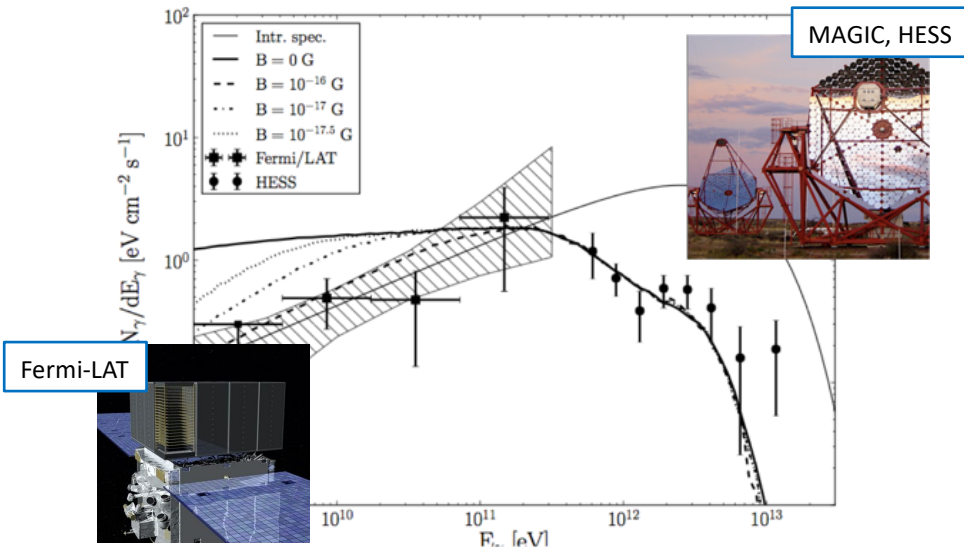 10²
MAGIC, HESS
Intr. spec.
B = 0 G
B = 10⁻¹⁶ G
B = 10⁻¹⁷ G
B = 10⁻¹⁷·⁵ G
Fermi/LAT
HESS
10¹
10⁰
N_γ/dE_γ [eV cm⁻² s⁻¹]
Fermi-LAT
10¹⁰
10¹¹
10¹²
10¹³
[eV]